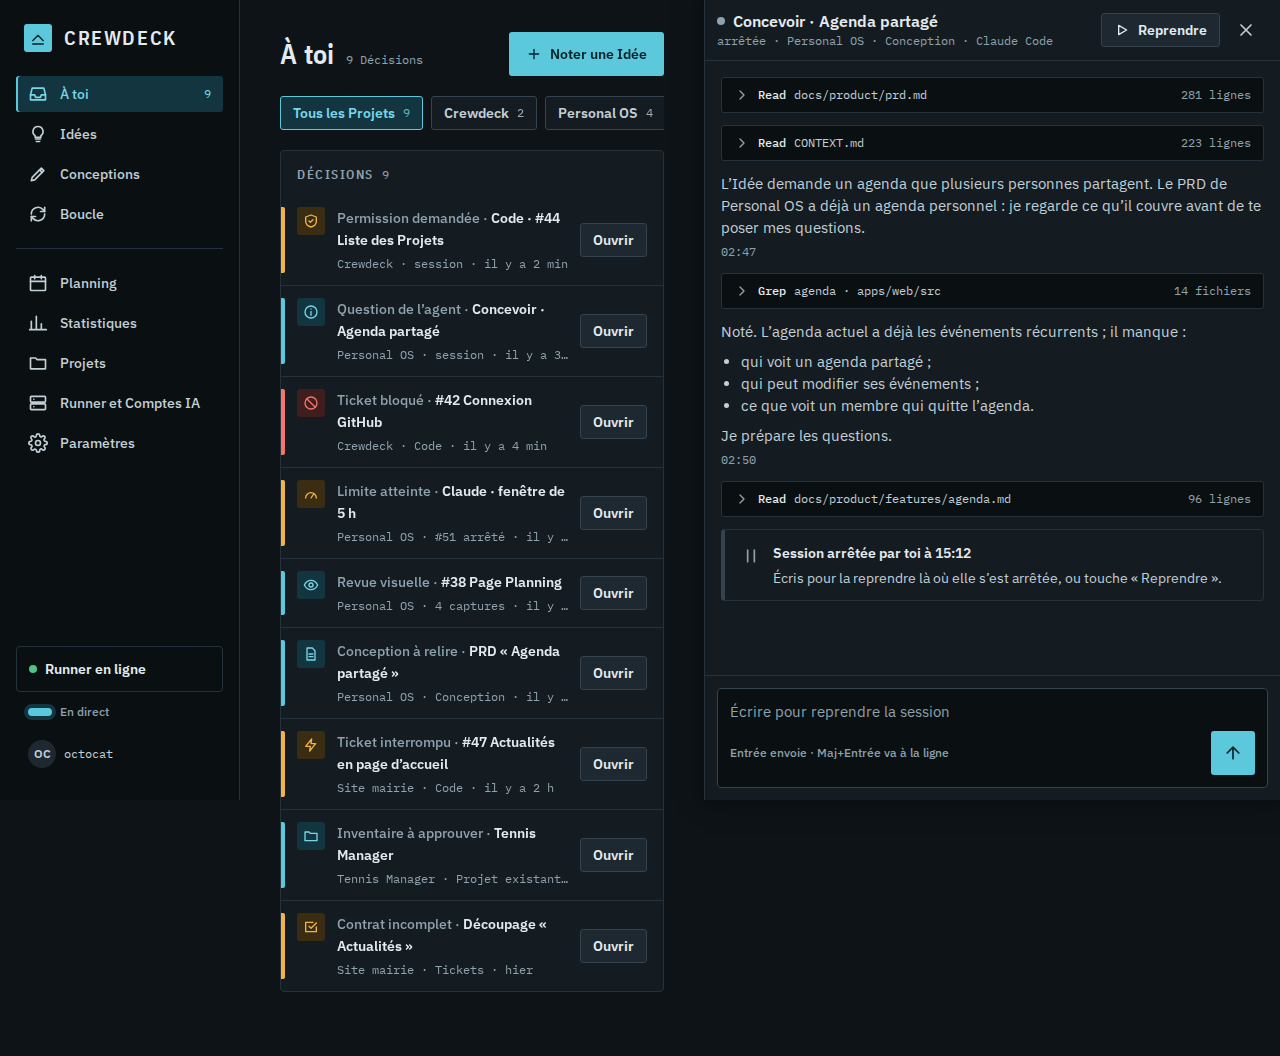 CREWDECK
À toi 9
Idées
Conceptions
Boucle
Planning
Statistiques
Projets
Runner et Comptes IA
Paramètres
Runner en ligne
En direct
OC octocat
À toi 9 Décisions
Noter une Idée
Tous les Projets 9 Crewdeck 2 Personal OS 4
DÉCISIONS 9
Permission demandée · Code · #44
Liste des Projets
Crewdeck · session · il y a 2 min
Ouvrir
Question de l’agent · Concevoir ·
Agenda partagé
Personal OS · session · il y a 3…
Ouvrir
Ticket bloqué · #42 Connexion
GitHub
Crewdeck · Code · il y a 4 min
Ouvrir
Limite atteinte · Claude · fenêtre de
5 h
Personal OS · #51 arrêté · il y …
Ouvrir
Revue visuelle · #38 Page Planning
Personal OS · 4 captures · il y …
Ouvrir
Conception à relire · PRD « Agenda
partagé »
Personal OS · Conception · il y …
Ouvrir
Ticket interrompu · #47 Actualités
en page d’accueil
Site mairie · Code · il y a 2 h
Ouvrir
Inventaire à approuver · Tennis
Manager
Tennis Manager · Projet existant…
Ouvrir
Contrat incomplet · Découpage «
Actualités »
Site mairie · Tickets · hier
Ouvrir
Concevoir · Agenda partagé
arrêtée · Personal OS · Conception · Claude Code
Reprendre
Read docs/product/prd.md 281 lignes
Read CONTEXT.md 223 lignes
L’Idée demande un agenda que plusieurs personnes partagent. Le PRD de
Personal OS a déjà un agenda personnel : je regarde ce qu’il couvre avant de te
poser mes questions.
02:47
Grep agenda · apps/web/src 14 fichiers
Noté. L’agenda actuel a déjà les événements récurrents ; il manque :
• qui voit un agenda partagé ;
• qui peut modifier ses événements ;
• ce que voit un membre qui quitte l’agenda.
Je prépare les questions.
02:50
Read docs/product/features/agenda.md 96 lignes
Session arrêtée par toi à 15:12
Écris pour la reprendre là où elle s’est arrêtée, ou touche « Reprendre ».
Écrire pour reprendre la session
Entrée envoie · Maj+Entrée va à la ligne